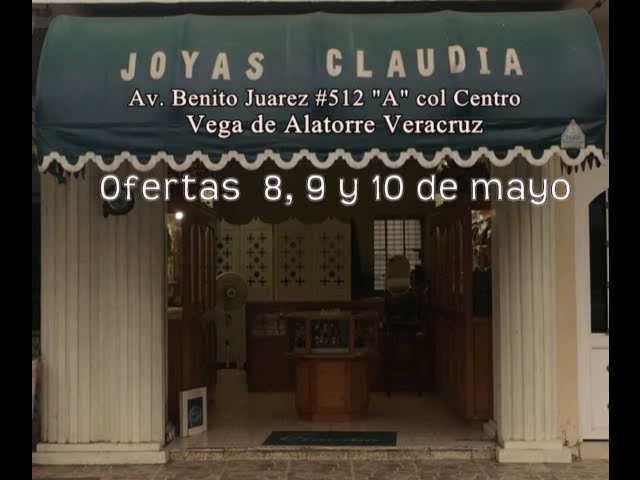 JOYAS CLAUDIA
Av. Benito Juarez #512 "A" col Centro
Vega de Alatorre Veracruz
Ofertas 8, 9 y 10 de mayo